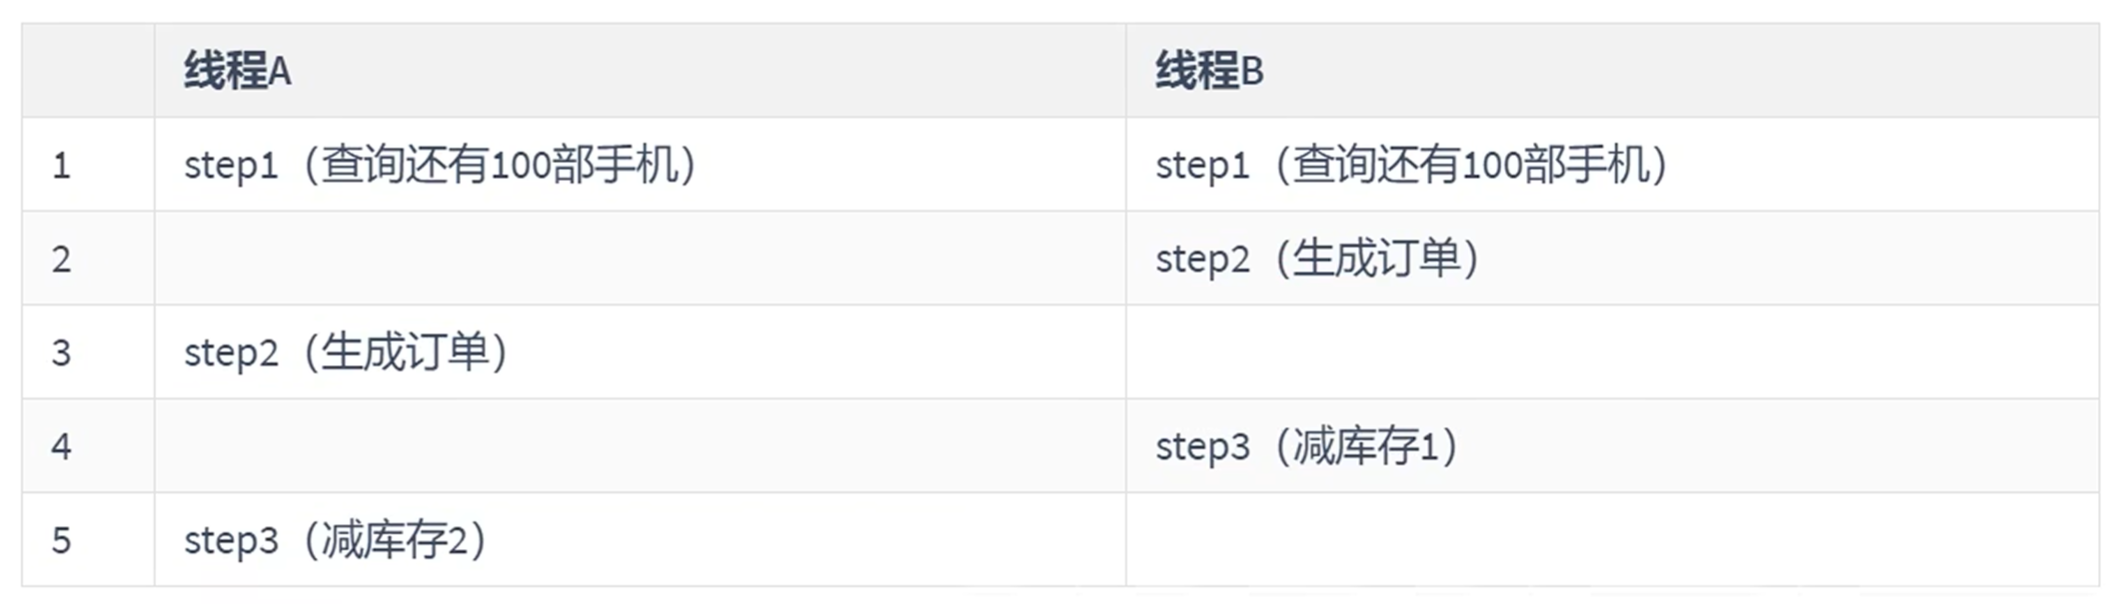 线程A 线程B
1 step1（查询还有100部手机） step1（查询还有100部手机）
2 step2（生成订单）
3 step2（生成订单）
4 step3（减库存1）
5 step3（减库存2）